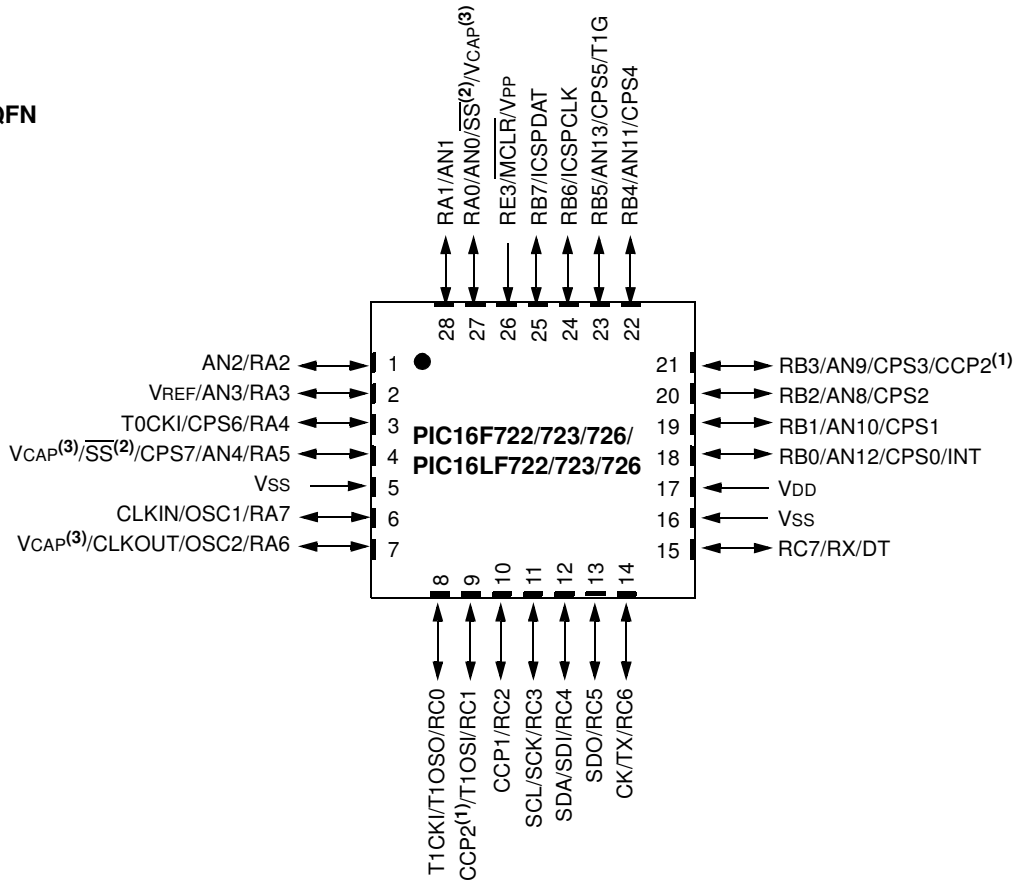 QFN
RA1/AN1
RA0/AN0/SS(2)/VCAP(3)
RE3/MCLR/VPP
RB7/ICSPDAT
RB6/ICSPCLK
RB5/AN13/CPS5/T1G
RB4/AN11/CPS4
28 27 26 25 24 23 22
AN2/RA2 1
VREF/AN3/RA3 2
T0CKI/CPS6/RA4 3
VCAP(3)/SS(2)/CPS7/AN4/RA5 4
VSS 5
CLKIN/OSC1/RA7 6
VCAP(3)/CLKOUT/OSC2/RA6 7
PIC16F722/723/726/
PIC16LF722/723/726
21 RB3/AN9/CPS3/CCP2(1)
20 RB2/AN8/CPS2
19 RB1/AN10/CPS1
18 RB0/AN12/CPS0/INT
17 VDD
16 VSS
15 RC7/RX/DT
8 9 10 11 12 13 14
T1CKI/T1OSO/RC0
CCP2(1)/T1OSI/RC1
CCP1/RC2
SCL/SCK/RC3
SDA/SDI/RC4
SDO/RC5
CK/TX/RC6